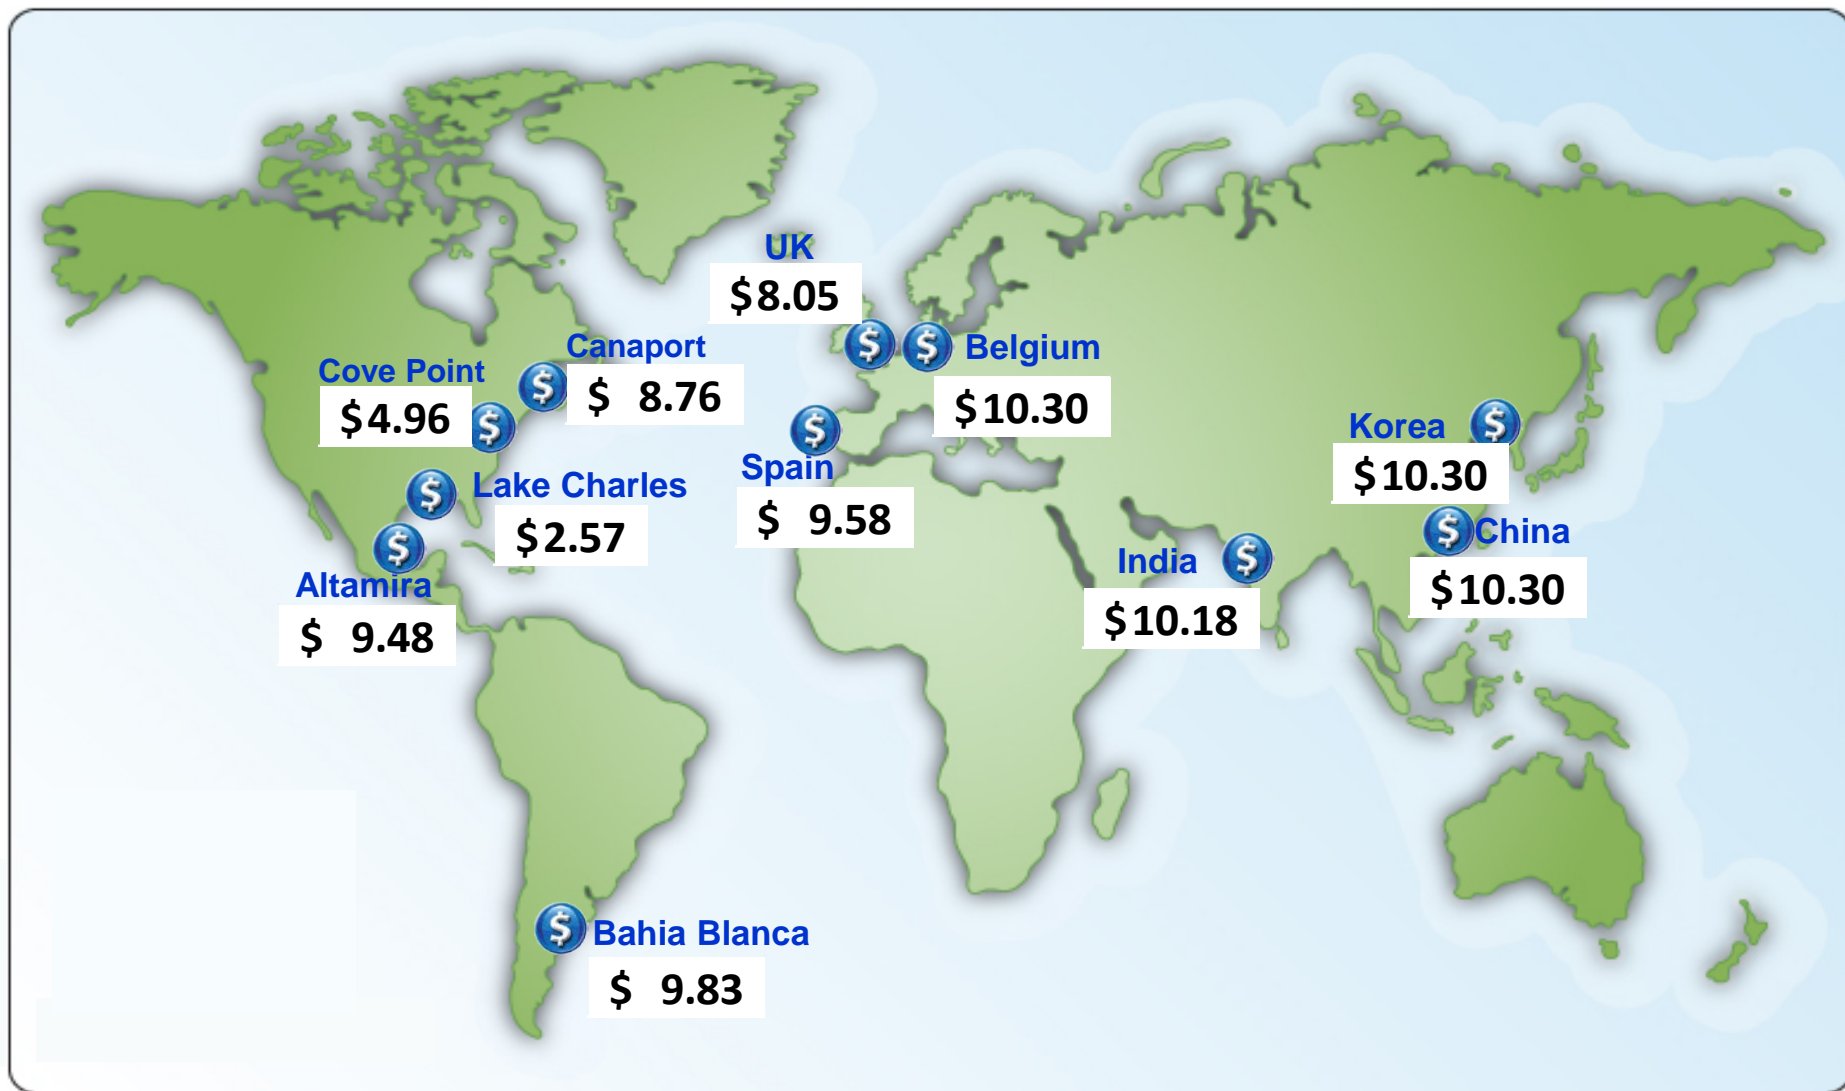 UK
$8.05
Canaport
$ 8.76
Cove Point
$4.96
Belgium
$10.30
Korea
$10.30
Spain
$ 9.58
Lake Charles
$2.57
China
$10.30
India
$10.18
Altamira
$ 9.48
Bahia Blanca
$ 9.83